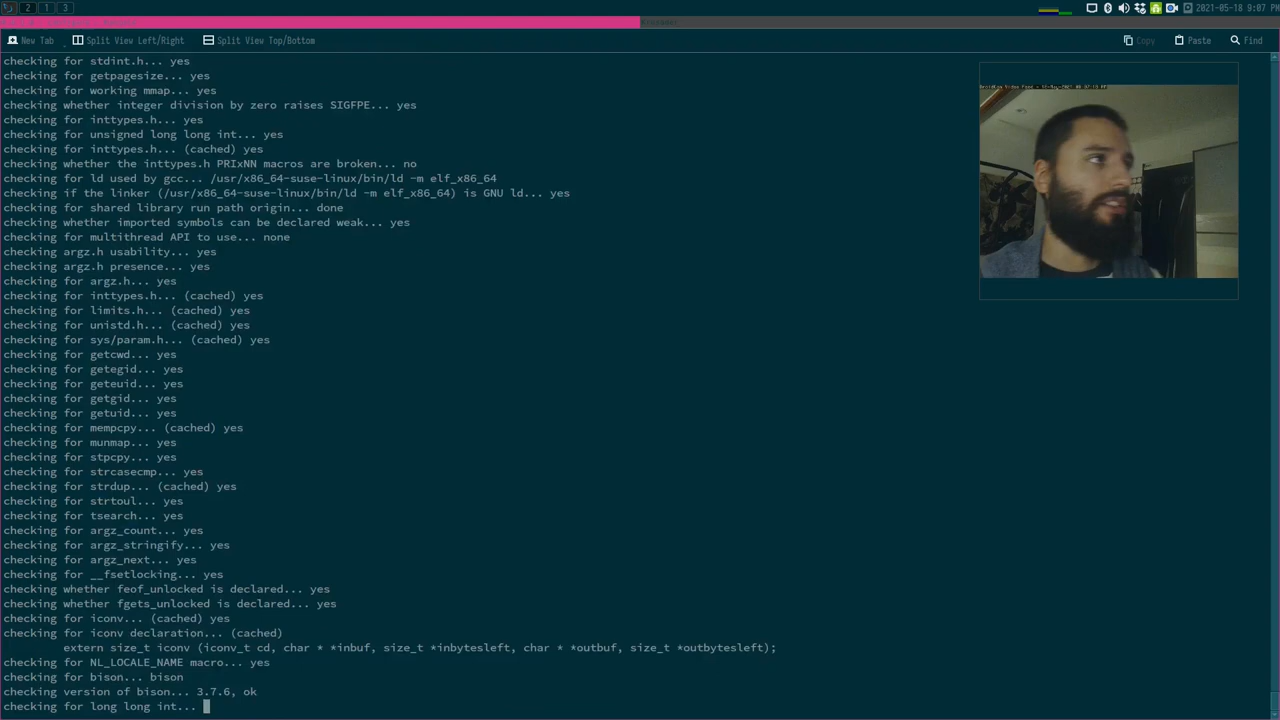 2 1 3
2021-05-18 9:07 PM
New Tab Split View Left/Right Split View Top/Bottom Copy Paste Find
checking for stdint.h... yes
checking for getpagesize... yes
checking for working mmap... yes
checking whether integer division by zero raises SIGFPE... yes
checking for inttypes.h... yes
checking for unsigned long long int... yes
checking for inttypes.h... (cached) yes
checking whether the inttypes.h PRIxNN macros are broken... no
checking for ld used by gcc... /usr/x86_64-suse-linux/bin/ld -m elf_x86_64
checking if the linker (/usr/x86_64-suse-linux/bin/ld -m elf_x86_64) is GNU ld... yes
checking for shared library run path origin... done
checking whether imported symbols can be declared weak... yes
checking for multithread API to use... none
checking argz.h usability... yes
checking argz.h presence... yes
checking for argz.h... yes
checking for inttypes.h... (cached) yes
checking for limits.h... (cached) yes
checking for unistd.h... (cached) yes
checking for sys/param.h... (cached) yes
checking for getcwd... yes
checking for getegid... yes
checking for geteuid... yes
checking for getgid... yes
checking for getuid... yes
checking for mempcpy... (cached) yes
checking for munmap... yes
checking for stpcpy... yes
checking for strcasecmp... yes
checking for strdup... (cached) yes
checking for strtoul... yes
checking for tsearch... yes
checking for argz_count... yes
checking for argz_stringify... yes
checking for argz_next... yes
checking for __fsetlocking... yes
checking whether feof_unlocked is declared... yes
checking whether fgets_unlocked is declared... yes
checking for iconv... (cached) yes
checking for iconv declaration... (cached)
extern size_t iconv (iconv_t cd, char * *inbuf, size_t *inbytesleft, char * *outbuf, size_t *outbytesleft);
checking for NL_LOCALE_NAME macro... yes
checking for bison... bison
checking version of bison... 3.7.6, ok
checking for long long int...